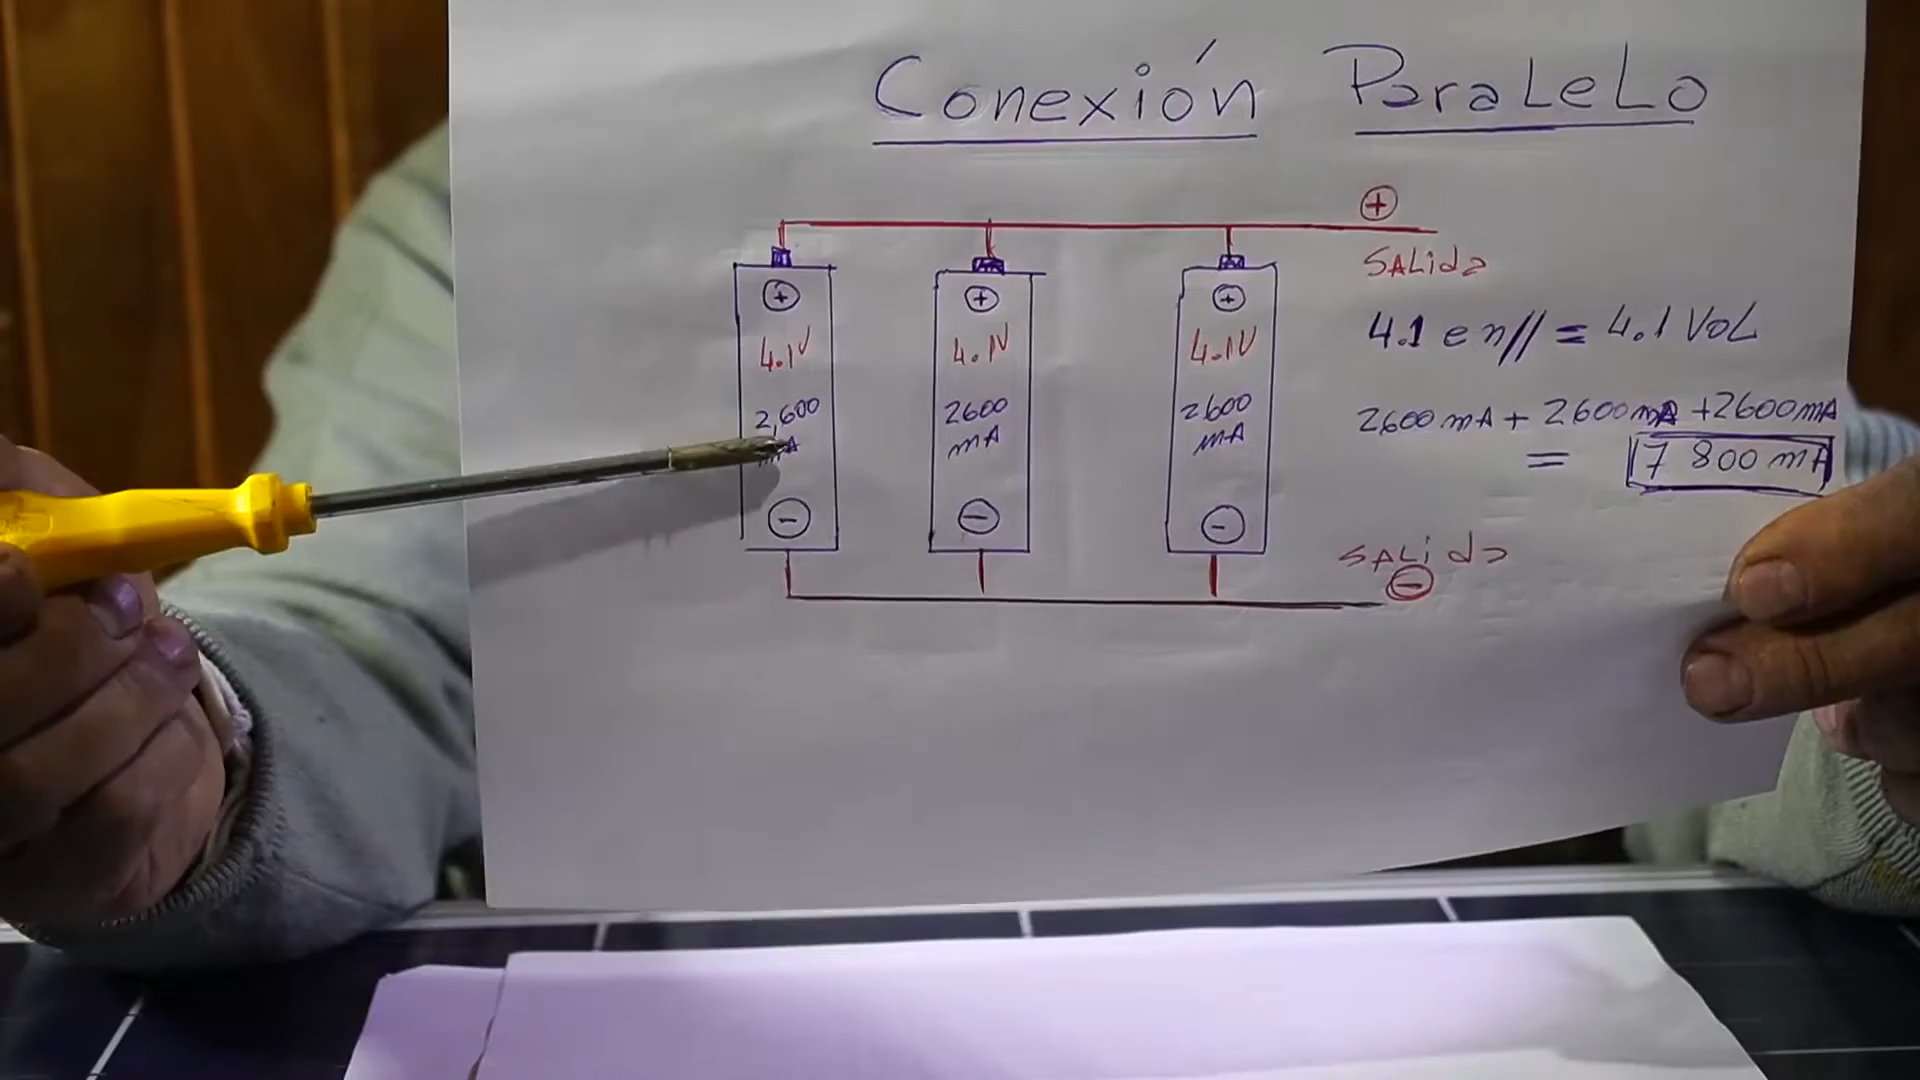 Conexión ParaLeLo
+
SALida
+ + +
4.1V 4.1V 4.1V
4.1 en// = 4.1 VoL
2,600 mA 2600 mA 2600 mA
2600 mA + 2600 mA + 2600 mA
= 7 800 mA
- - -
SALida
-